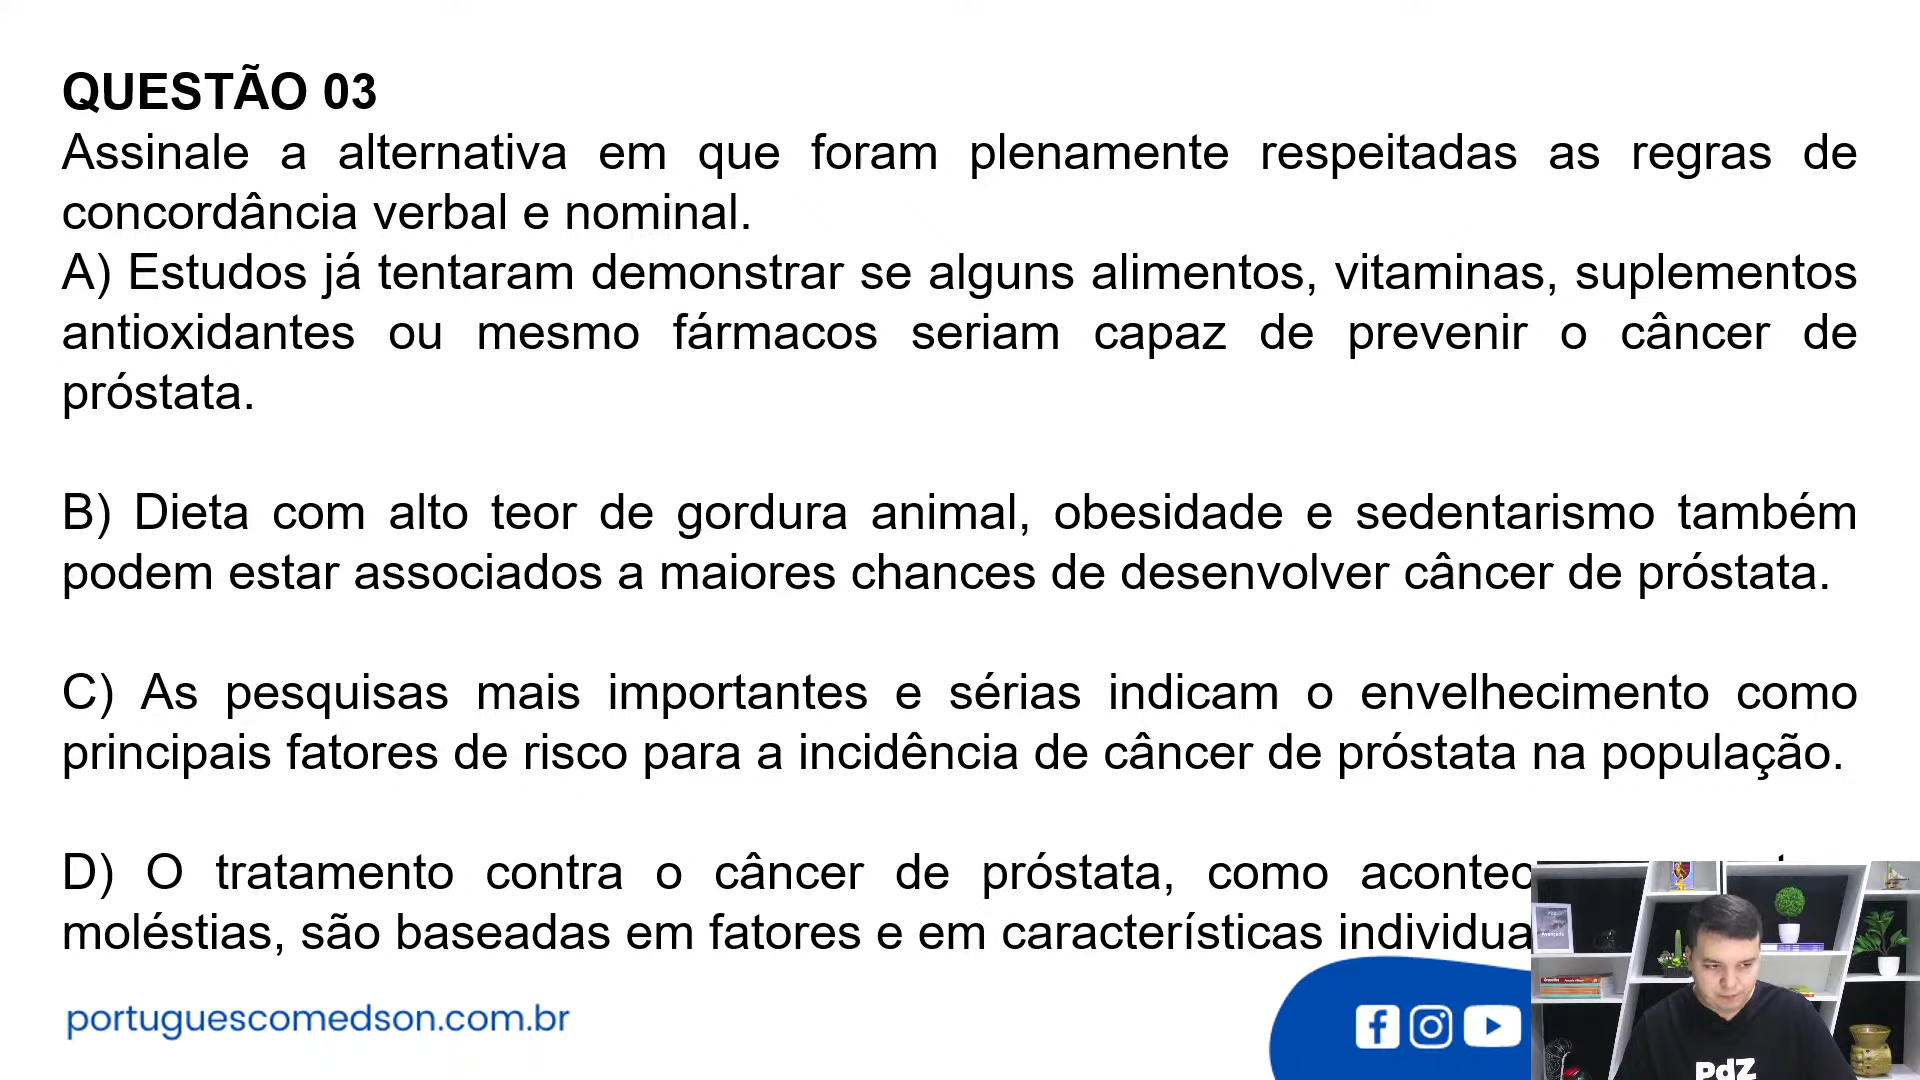 QUESTÃO 03
Assinale a alternativa em que foram plenamente respeitadas as regras de
concordância verbal e nominal.
A) Estudos já tentaram demonstrar se alguns alimentos, vitaminas, suplementos
antioxidantes ou mesmo fármacos seriam capaz de prevenir o câncer de
próstata.
B) Dieta com alto teor de gordura animal, obesidade e sedentarismo também
podem estar associados a maiores chances de desenvolver câncer de próstata.
C) As pesquisas mais importantes e sérias indicam o envelhecimento como
principais fatores de risco para a incidência de câncer de próstata na população.
D) O tratamento contra o câncer de próstata, como
moléstias, são baseadas em fatores e em características
portuguescomedson.com.br
PdZ